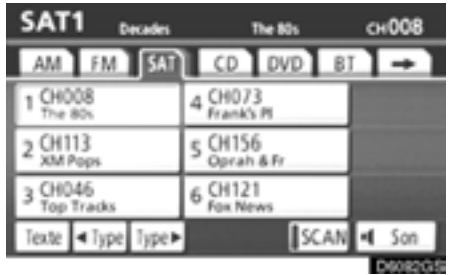 SAT1 Decades The 80s CH008
AM FM SAT CD DVD BT
1 CH008 4 CH073
The 80s Frank's Pl
2 CH113 5 CH156
XM Pops Oprah & Fr
3 CH046 6 CH121
Top Tracks Fox News
Texte Type Type SCAN Son
D6082GSi